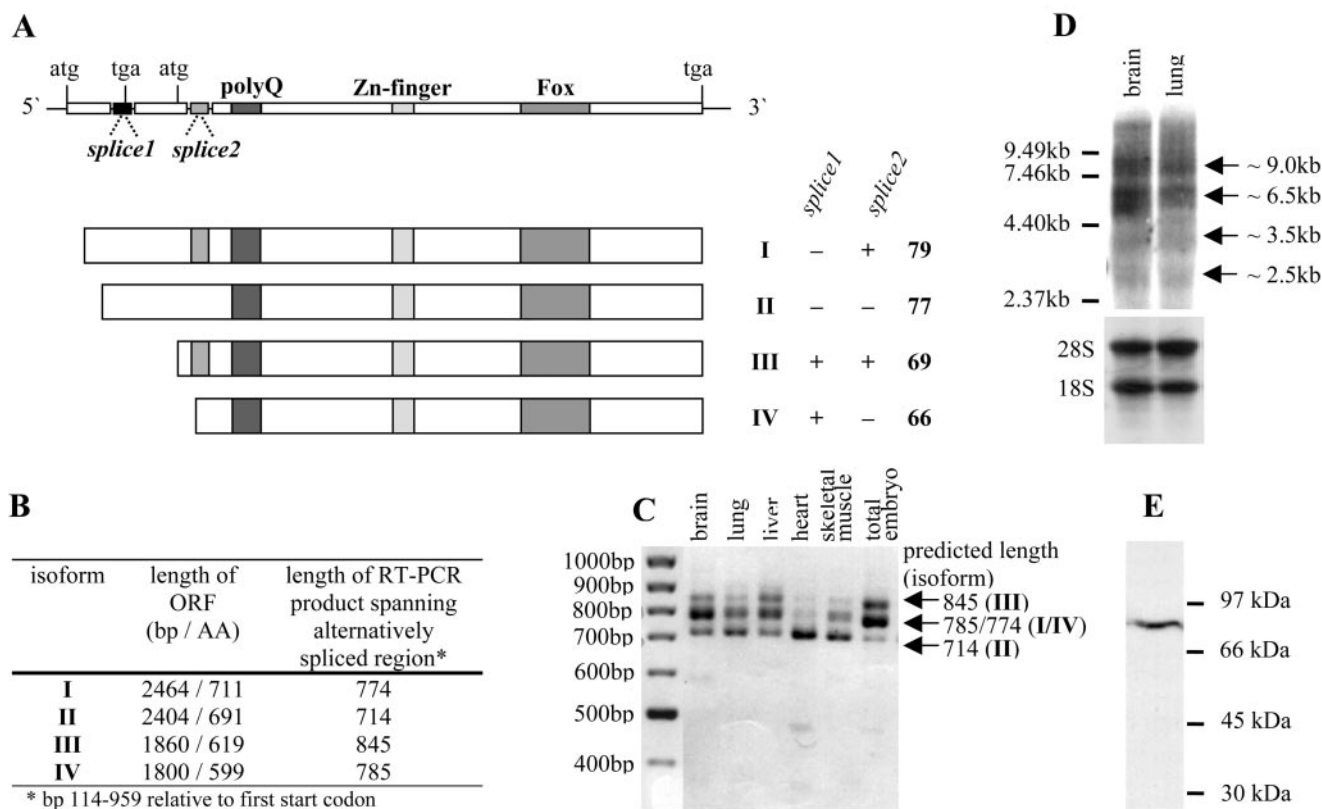 A
atg
tga
atg
tga
polyQ
Zn-finger
Fox
5`
3`
splice1
splice2
splice1
splice2
I – + 79
II – – 77
III + + 69
IV + – 66
B
isoform
length of ORF (bp / AA)
length of RT-PCR product spanning alternatively spliced region*
I 2464 / 711 774
II 2404 / 691 714
III 1860 / 619 845
IV 1800 / 599 785
* bp 114-959 relative to first start codon
C
brain
lung
liver
heart
skeletal muscle
total embryo
1000bp
900bp
800bp
700bp
600bp
500bp
400bp
predicted length
(isoform)
845 (III)
785/774 (I/IV)
714 (II)
D
brain
lung
9.49kb
7.46kb
4.40kb
2.37kb
~ 9.0kb
~ 6.5kb
~ 3.5kb
~ 2.5kb
28S
18S
E
97 kDa
66 kDa
45 kDa
30 kDa